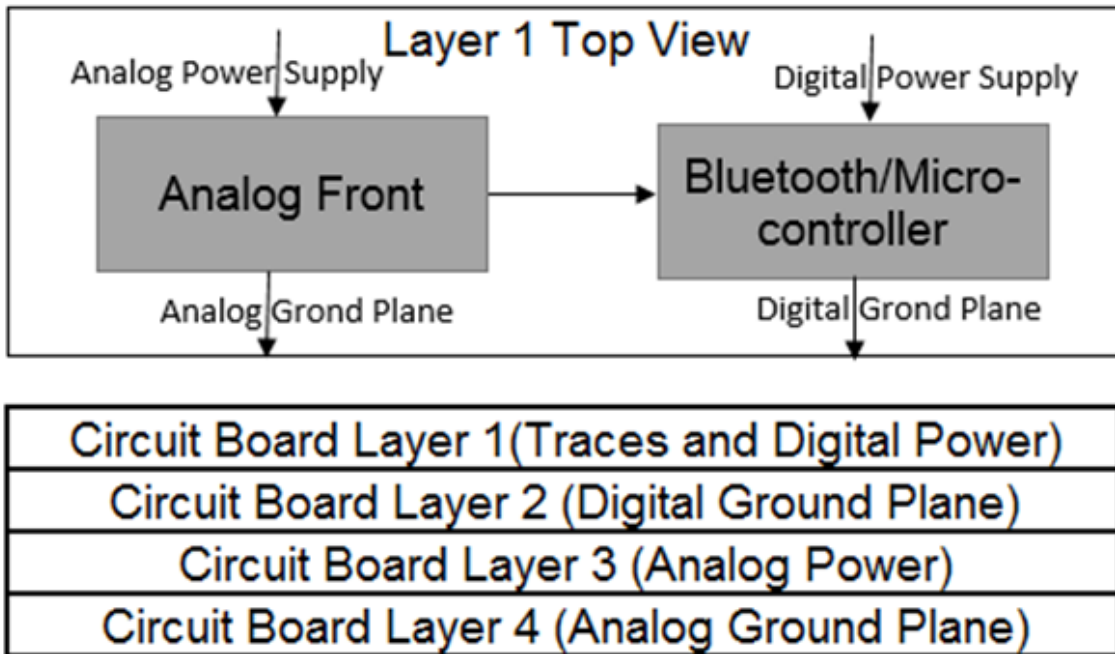 Layer 1 Top View
Analog Power Supply
Digital Power Supply
Analog Front
Bluetooth/Micro-
controller
Analog Grond Plane
Digital Grond Plane
Circuit Board Layer 1(Traces and Digital Power)
Circuit Board Layer 2 (Digital Ground Plane)
Circuit Board Layer 3 (Analog Power)
Circuit Board Layer 4 (Analog Ground Plane)